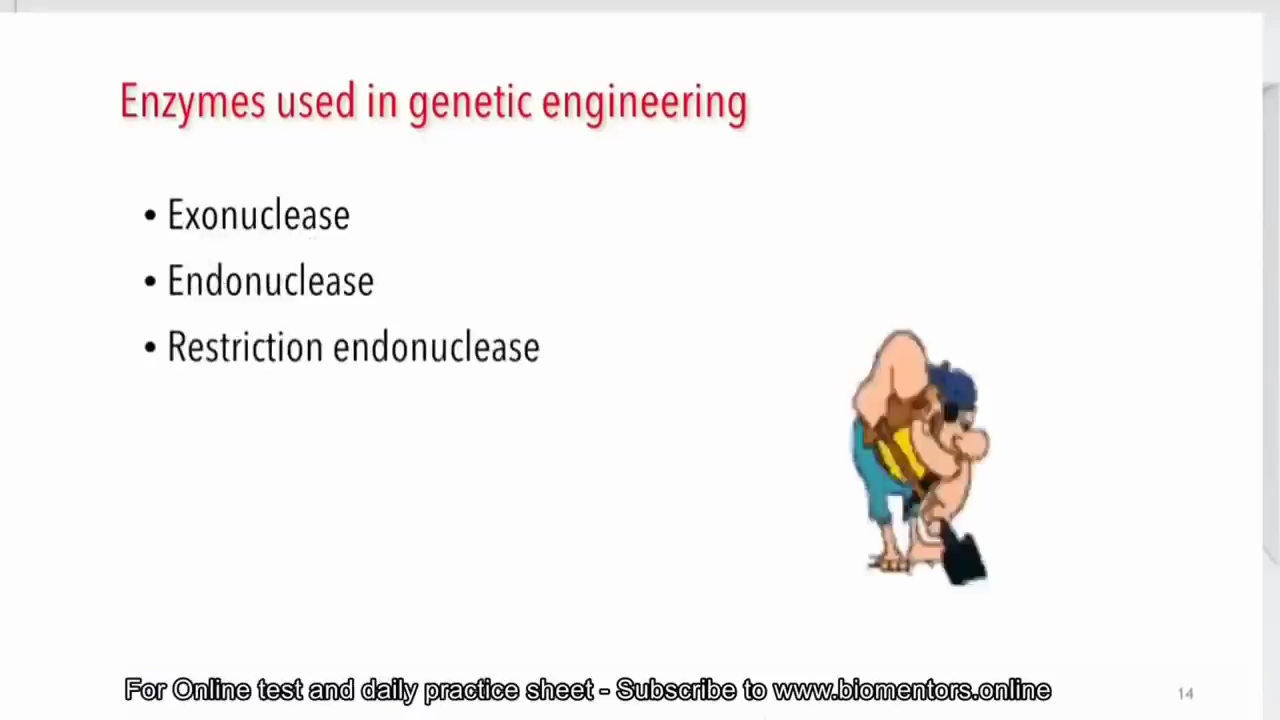 Enzymes used in genetic engineering
• Exonuclease
• Endonuclease
• Restriction endonuclease
For Online test and daily practice sheet - Subscribe to www.biomentors.online
14